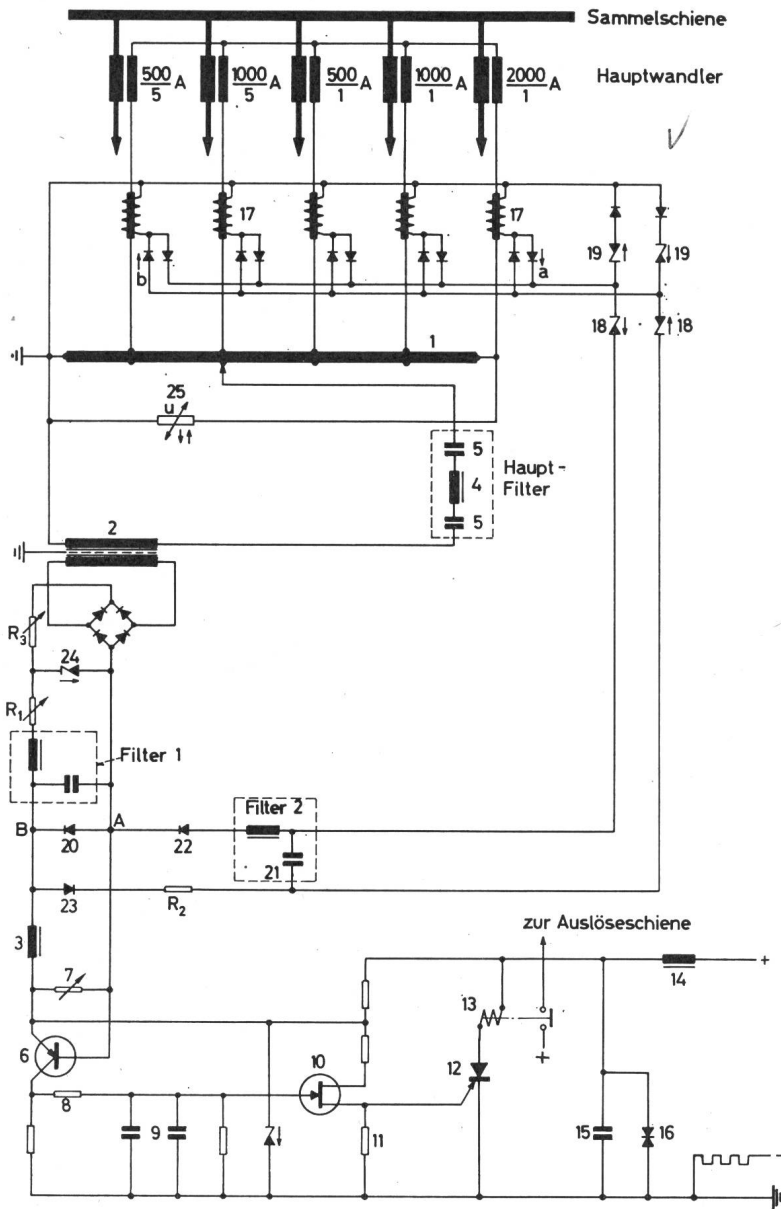 Sammelschiene
500/5 A 1000/5 A 500/1 A 1000/1 A 2000/1 A Hauptwandler
17 17
19 19
b a
18 18
1
25
u
5
4 Haupt-
Filter
5
2
R3
24
R1
Filter 1
Filter 2
B A
20 22
21
23 R2
zur Auslöseschiene
3
+
14
7
13
6 10 12 +
8
9 11 15 16